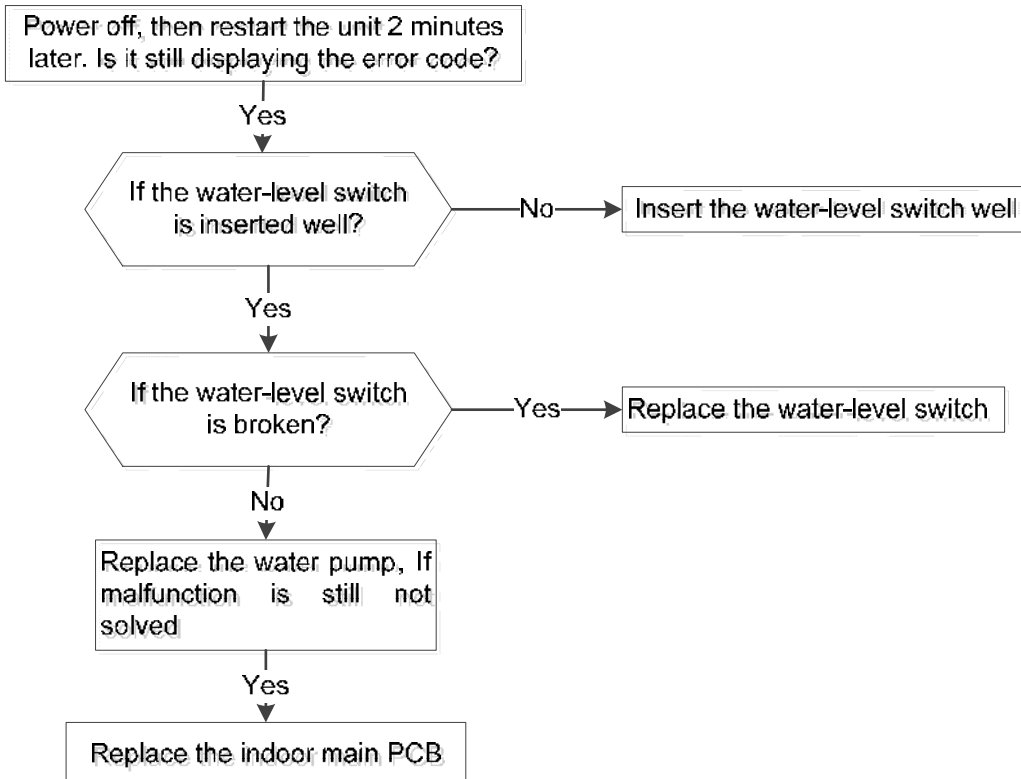 Power off, then restart the unit 2 minutes
later. Is it still displaying the error code?
Yes
If the water-level switch
is inserted well?
No
Insert the water-level switch well
Yes
If the water-level switch
is broken?
Yes
Replace the water-level switch
No
Replace the water pump, If
malfunction is still not
solved
Yes
Replace the indoor main PCB